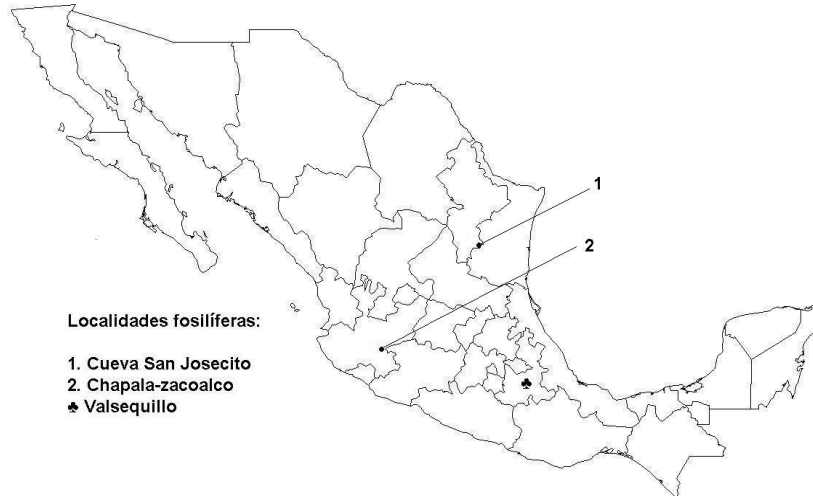 1
2
Localidades fosilíferas:
1. Cueva San Josecito
2. Chapala-zacoalco
♣ Valsequillo